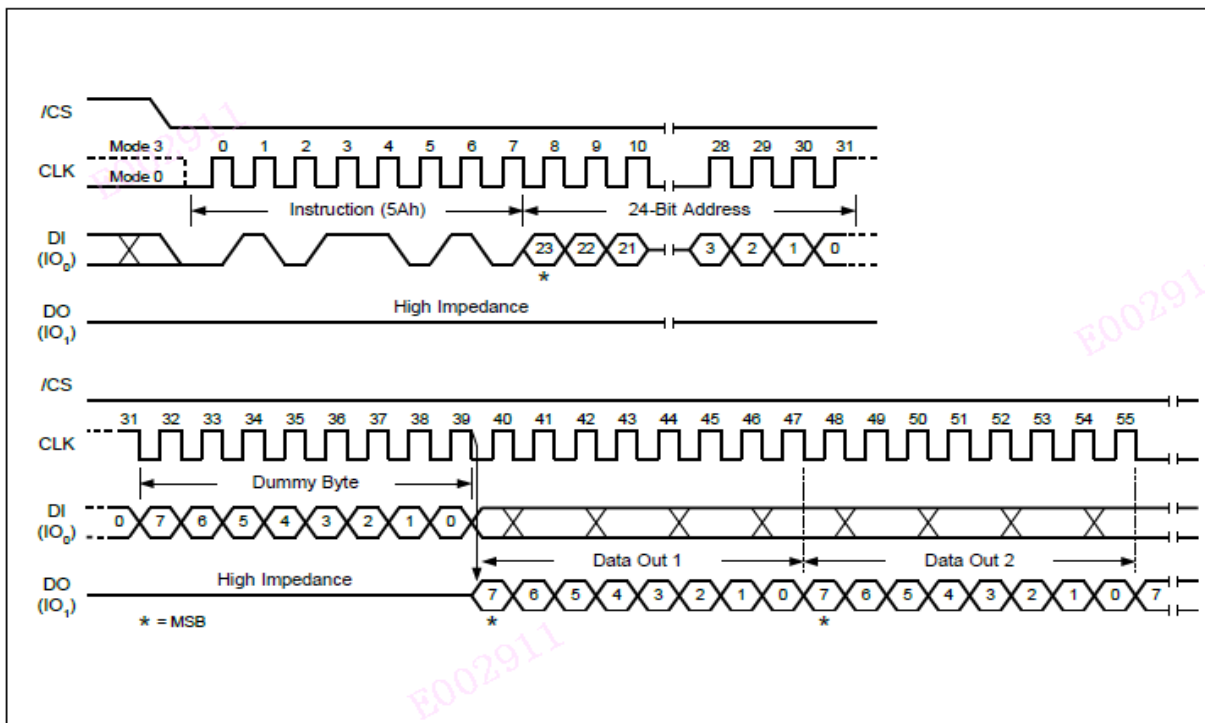 /CS
Mode 3 0 1 2 3 4 5 6 7 8 9 10 28 29 30 31
CLK
Mode 0
Instruction (5Ah) 24-Bit Address
DI
(IO0) 23 22 21 3 2 1 0
*
High Impedance
DO
(IO1)
/CS
31 32 33 34 35 36 37 38 39 40 41 42 43 44 45 46 47 48 49 50 51 52 53 54 55
CLK
Dummy Byte
DI
(IO0) 0 7 6 5 4 3 2 1 0
Data Out 1 Data Out 2
High Impedance
DO
(IO1) 7 6 5 4 3 2 1 0 7 6 5 4 3 2 1 0 7
* = MSB * *
E002911
E002911
E002911